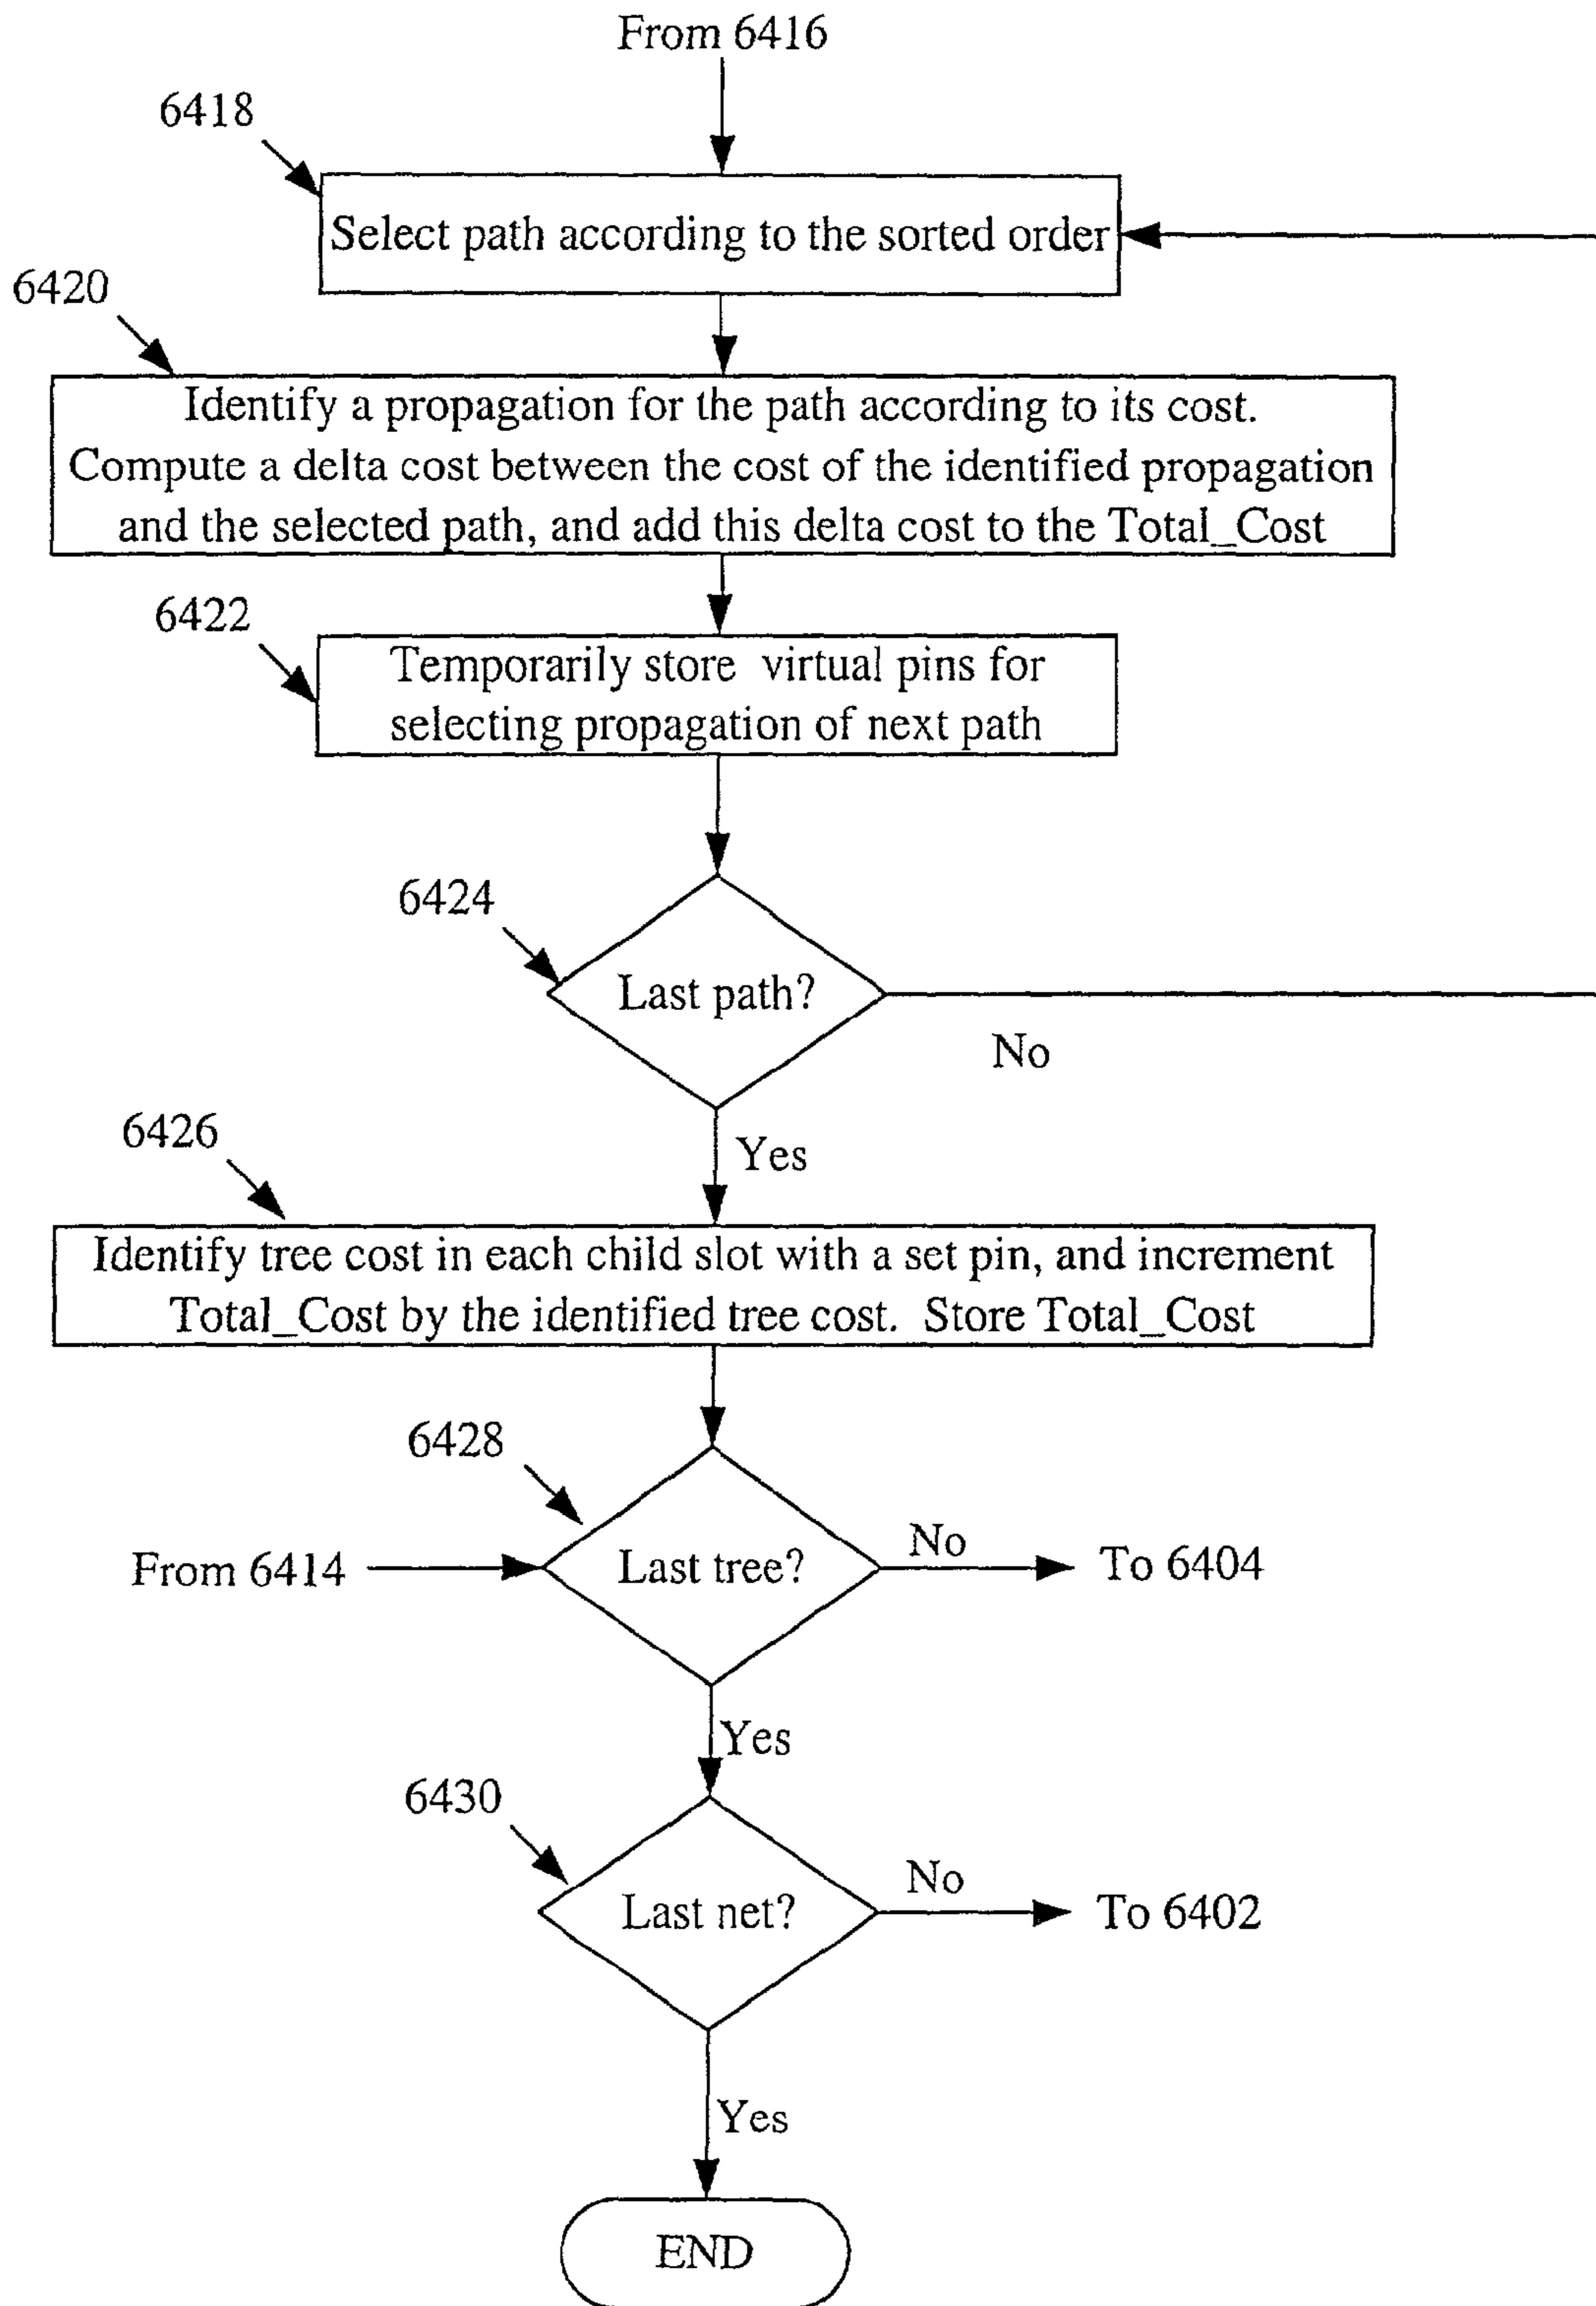 From 6416
6418
Select path according to the sorted order
6420
Identify a propagation for the path according to its cost.
Compute a delta cost between the cost of the identified propagation
and the selected path, and add this delta cost to the Total_Cost
6422
Temporarily store virtual pins for
selecting propagation of next path
6424
Last path?
No
Yes
6426
Identify tree cost in each child slot with a set pin, and increment
Total_Cost by the identified tree cost. Store Total_Cost
6428
From 6414
Last tree?
No
To 6404
Yes
6430
Last net?
No
To 6402
Yes
END